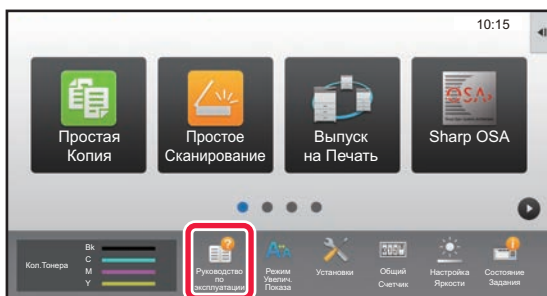 10:15
Простая
Копия
Простое
Сканирование
Выпуск
на Печать
OSA
Sharp OSA
Кол.Тонера
Bk
C
M
Y
Руководство
по
эксплуатации
Режим
Увелич.
Показа
Установки
Общий
Счетчик
Настройка
Яркости
Состояние
Задания